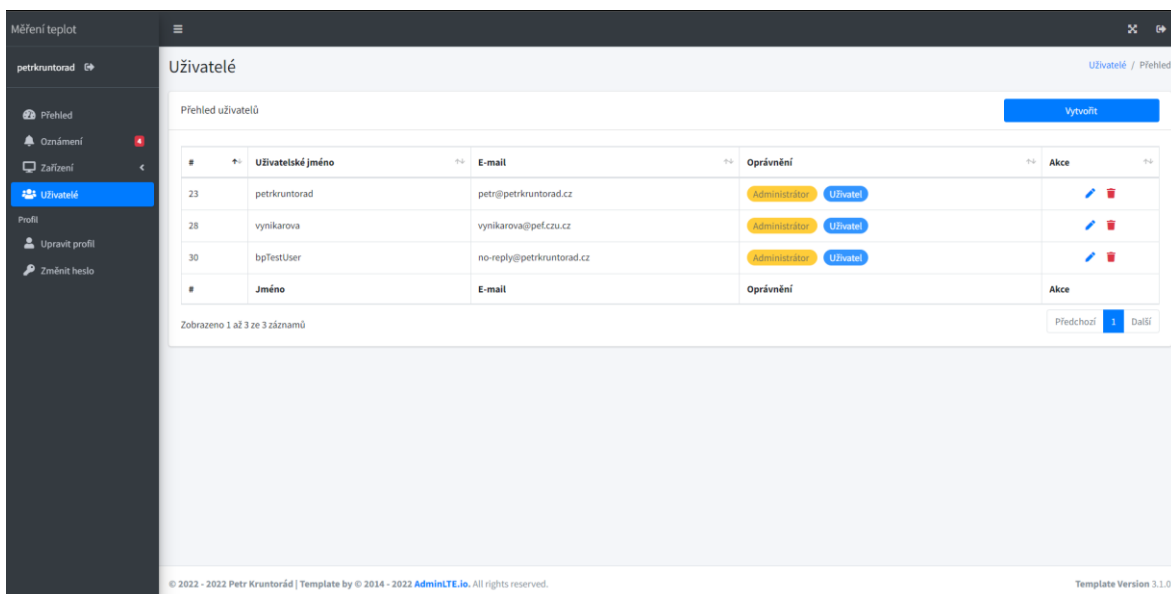 Měření teplot
petrkruntorad
Uživatelé
Uživatelé / Přehled
Přehled
Oznámení 4
Zařízení
Uživatelé
Profil
Upravit profil
Změnit heslo
Přehled uživatelů
Vytvořit
# Uživatelské jméno E-mail Oprávnění Akce
23 petrkruntorad petr@petrkruntorad.cz Administrátor Uživatel
28 vynikarova vynikarova@pef.czu.cz Administrátor Uživatel
30 bpTestUser no-reply@petrkruntorad.cz Administrátor Uživatel
# Jméno E-mail Oprávnění Akce
Zobrazeno 1 až 3 ze 3 záznamů
Předchozí 1 Další
© 2022 - 2022 Petr Kruntorád | Template by © 2014 - 2022 AdminLTE.io. All rights reserved.
Template Version 3.1.0